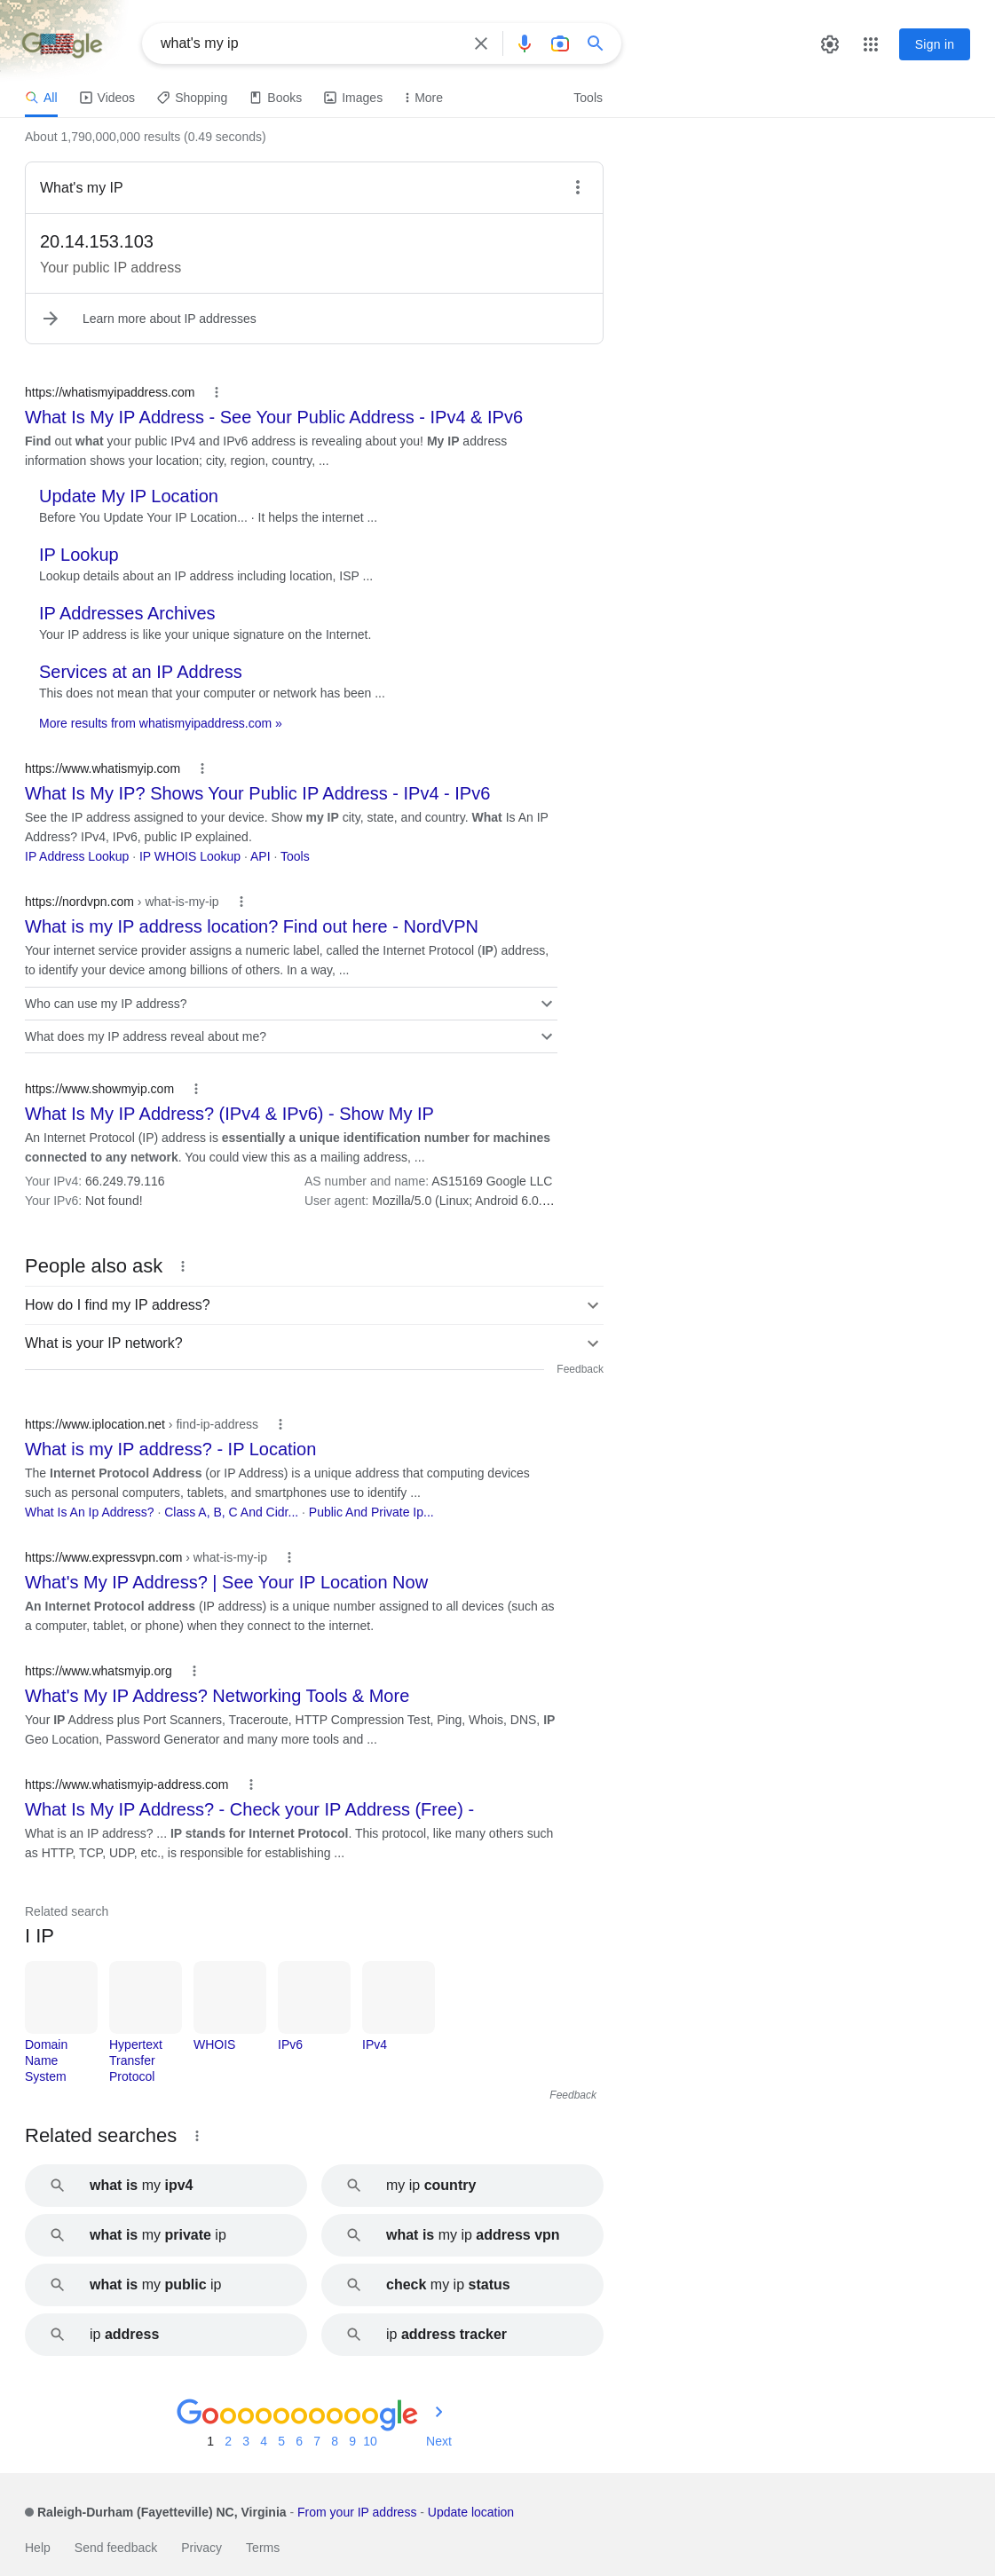 Google
what's my ip
Sign in
All
Videos
Shopping
Books
Images
More
Tools
About 1,790,000,000 results (0.49 seconds)
What's my IP
20.14.153.103
Your public IP address
Learn more about IP addresses
https://whatismyipaddress.com
What Is My IP Address - See Your Public Address - IPv4 & IPv6
Find out what your public IPv4 and IPv6 address is revealing about you! My IP address
information shows your location; city, region, country, ...
Update My IP Location
Before You Update Your IP Location... · It helps the internet ...
IP Lookup
Lookup details about an IP address including location, ISP ...
IP Addresses Archives
Your IP address is like your unique signature on the Internet.
Services at an IP Address
This does not mean that your computer or network has been ...
More results from whatismyipaddress.com »
https://www.whatismyip.com
What Is My IP? Shows Your Public IP Address - IPv4 - IPv6
See the IP address assigned to your device. Show my IP city, state, and country. What Is An IP
Address? IPv4, IPv6, public IP explained.
IP Address Lookup · IP WHOIS Lookup · API · Tools
https://nordvpn.com › what-is-my-ip
What is my IP address location? Find out here - NordVPN
Your internet service provider assigns a numeric label, called the Internet Protocol (IP) address,
to identify your device among billions of others. In a way, ...
Who can use my IP address?
What does my IP address reveal about me?
https://www.showmyip.com
What Is My IP Address? (IPv4 & IPv6) - Show My IP
An Internet Protocol (IP) address is essentially a unique identification number for machines
connected to any network. You could view this as a mailing address, ...
Your IPv4: 66.249.79.116
AS number and name: AS15169 Google LLC
Your IPv6: Not found!
User agent: Mozilla/5.0 (Linux; Android 6.0....
People also ask
How do I find my IP address?
What is your IP network?
Feedback
https://www.iplocation.net › find-ip-address
What is my IP address? - IP Location
The Internet Protocol Address (or IP Address) is a unique address that computing devices
such as personal computers, tablets, and smartphones use to identify ...
What Is An Ip Address? · Class A, B, C And Cidr... · Public And Private Ip...
https://www.expressvpn.com › what-is-my-ip
What's My IP Address? | See Your IP Location Now
An Internet Protocol address (IP address) is a unique number assigned to all devices (such as
a computer, tablet, or phone) when they connect to the internet.
https://www.whatsmyip.org
What's My IP Address? Networking Tools & More
Your IP Address plus Port Scanners, Traceroute, HTTP Compression Test, Ping, Whois, DNS, IP
Geo Location, Password Generator and many more tools and ...
https://www.whatismyip-address.com
What Is My IP Address? - Check your IP Address (Free) -
What is an IP address? ... IP stands for Internet Protocol. This protocol, like many others such
as HTTP, TCP, UDP, etc., is responsible for establishing ...
Related search
I IP
Domain
Name
System
Hypertext
Transfer
Protocol
WHOIS
IPv6
IPv4
Feedback
Related searches
what is my ipv4
my ip country
what is my private ip
what is my ip address vpn
what is my public ip
check my ip status
ip address
ip address tracker
Goooooooooogle
1 2 3 4 5 6 7 8 9 10 Next
Raleigh-Durham (Fayetteville) NC, Virginia - From your IP address - Update location
Help
Send feedback
Privacy
Terms